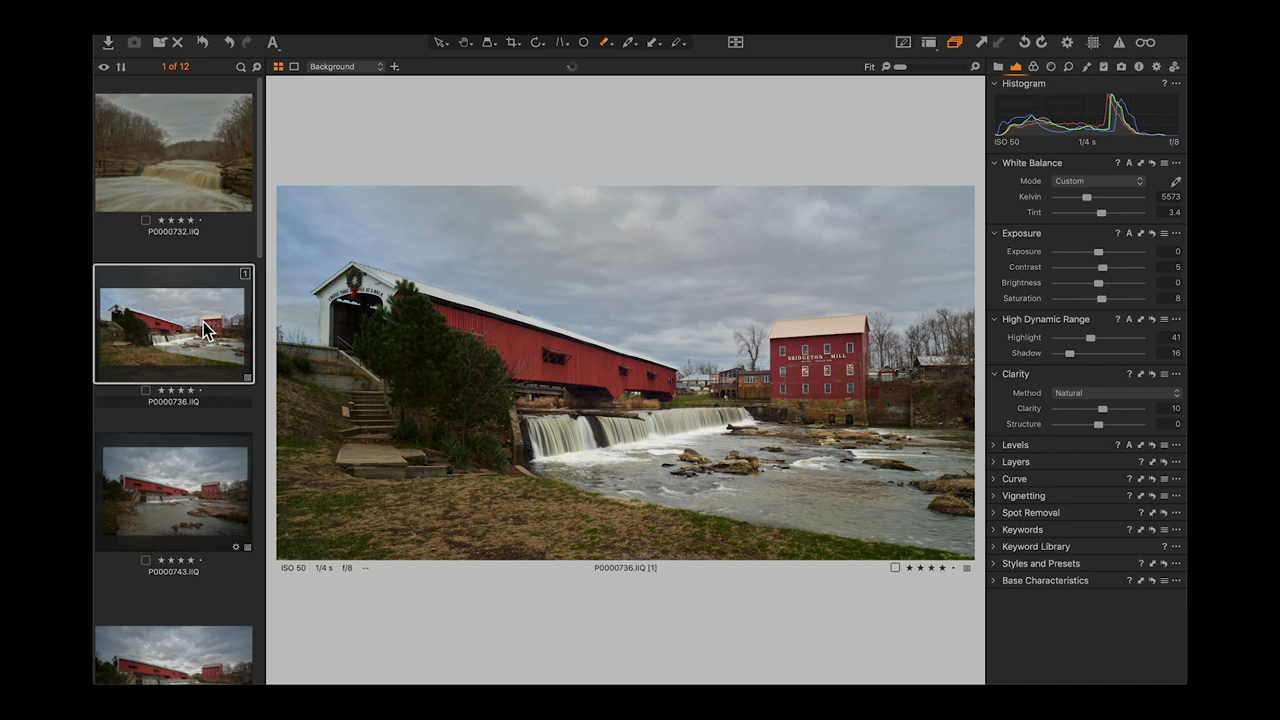 A
1 of 12
Background
Fit
P0000732.IIQ
1
P0000736.IIQ
P0000743.IIQ
BRIDGETON MILL
ISO 50 1/4 s f/8 --
P0000736.IIQ [1]
Histogram ?
ISO 50 1/4 s f/8
White Balance ? A
Mode Custom
Kelvin 5573
Tint 3.4
Exposure ? A
Exposure 0
Contrast 5
Brightness 0
Saturation 8
High Dynamic Range ? A
Highlight 41
Shadow 16
Clarity ?
Method Natural
Clarity 10
Structure 0
Levels ? A
Layers ?
Curve ?
Vignetting ?
Spot Removal ?
Keywords ?
Keyword Library ?
Styles and Presets ?
Base Characteristics ?